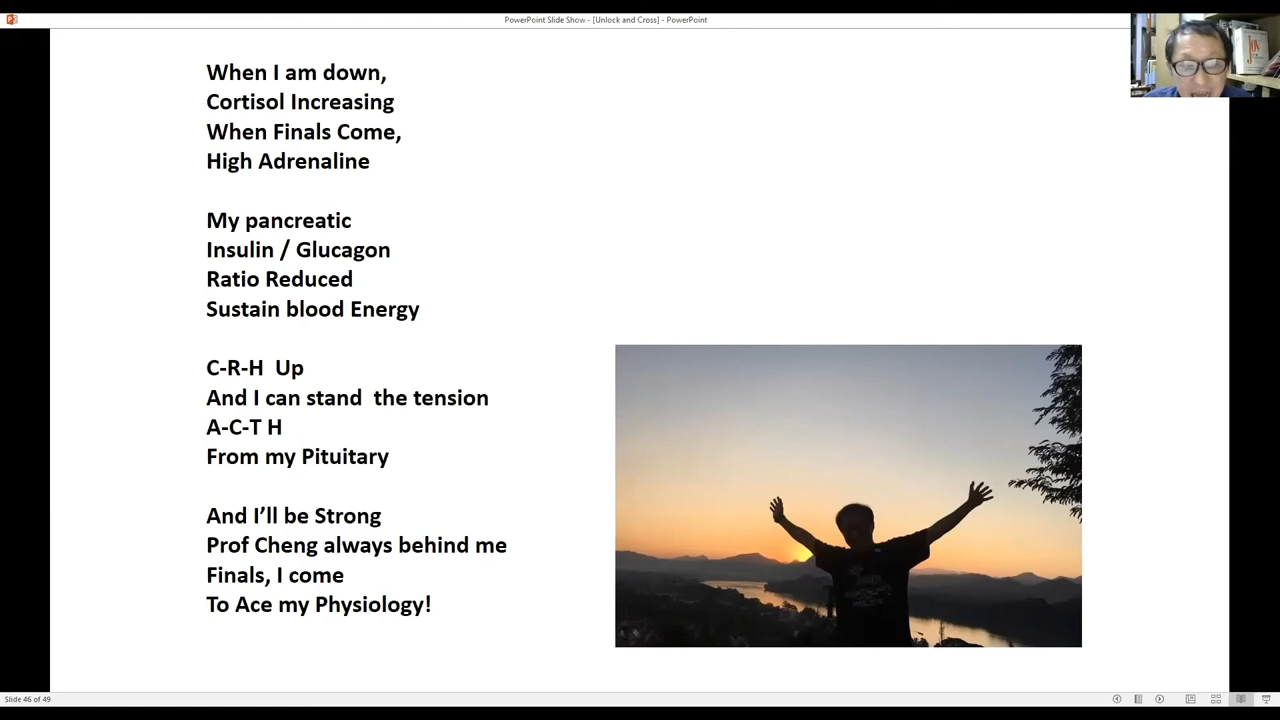 PowerPoint Slide Show - [Unlock and Cross] - PowerPoint
When I am down,
Cortisol Increasing
When Finals Come,
High Adrenaline
My pancreatic
Insulin / Glucagon
Ratio Reduced
Sustain blood Energy
C-R-H  Up
And I can stand  the tension
A-C-T H
From my Pituitary
And I’ll be Strong
Prof Cheng always behind me
Finals, I come
To Ace my Physiology!
Joy
Slide 46 of 49